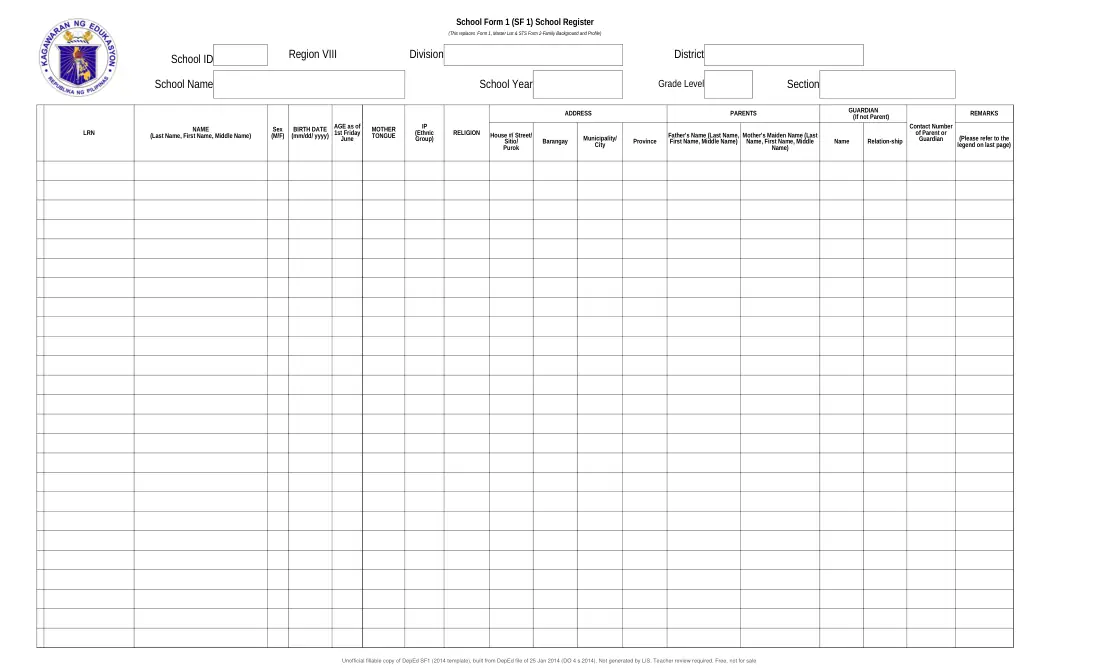 School Form 1 (SF 1) School Register
(This replaces Form 1, Master List & STS Form 2-Family Background and Profile)
KAGAWARAN NG EDUKASYON
REPUBLIKA NG PILIPINAS
School ID
Region VIII
Division
District
School Name
School Year
Grade Level
Section
LRN
NAME
(Last Name, First Name, Middle Name)
Sex
(M/F)
BIRTH DATE
(mm/dd/ yyyy)
AGE as of
1st Friday
June
MOTHER
TONGUE
IP
(Ethnic
Group)
RELIGION
ADDRESS
House #/ Street/
Sitio/
Purok
Barangay
Municipality/
City
Province
PARENTS
Father's Name (Last Name,
First Name, Middle Name)
Mother's Maiden Name (Last
Name, First Name, Middle
Name)
GUARDIAN
(If not Parent)
Name
Relation-ship
Contact Number
of Parent or
Guardian
REMARKS
(Please refer to the
legend on last page)
Unofficial fillable copy of DepEd SF1 (2014 template), built from DepEd file of 25 Jan 2014 (DO 4 s.2014). Not generated by LIS. Teacher review required. Free, not for sale.